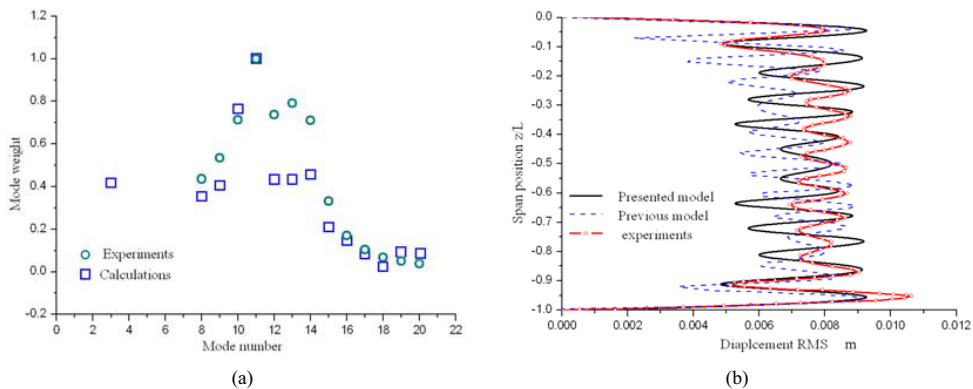 1.2
1.0
0.8
0.6
0.4
0.2
0.0
-0.2
Mode weight
Experiments
Calculations
0 2 4 6 8 10 12 14 16 18 20 22
Mode number
(a)
0.0
-0.1
-0.2
-0.3
-0.4
-0.5
-0.6
-0.7
-0.8
-0.9
-1.0
Span position z/L
Presented model
Previous model
experiments
0.000 0.002 0.004 0.006 0.008 0.010 0.012
Diaplcement RMS m
(b)